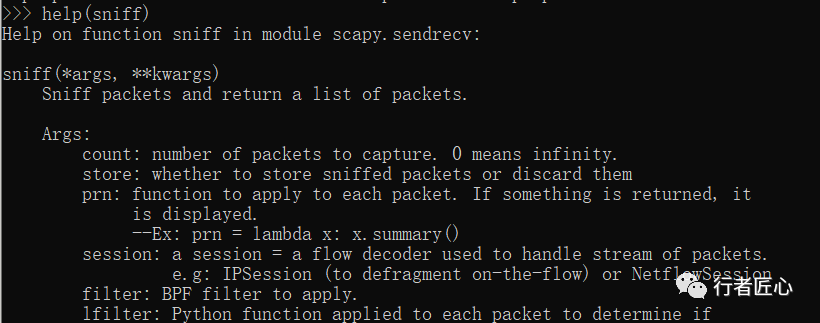 >>> help(sniff)
Help on function sniff in module scapy.sendrecv:
sniff(*args, **kwargs)
Sniff packets and return a list of packets.
Args:
count: number of packets to capture. 0 means infinity.
store: whether to store sniffed packets or discard them
prn: function to apply to each packet. If something is returned, it
is displayed.
--Ex: prn = lambda x: x.summary()
session: a session = a flow decoder used to handle stream of packets.
e.g: IPSession (to defragment on-the-flow) or NetflowSession
filter: BPF filter to apply.
lfilter: Python function applied to each packet to determine if
行者匠心